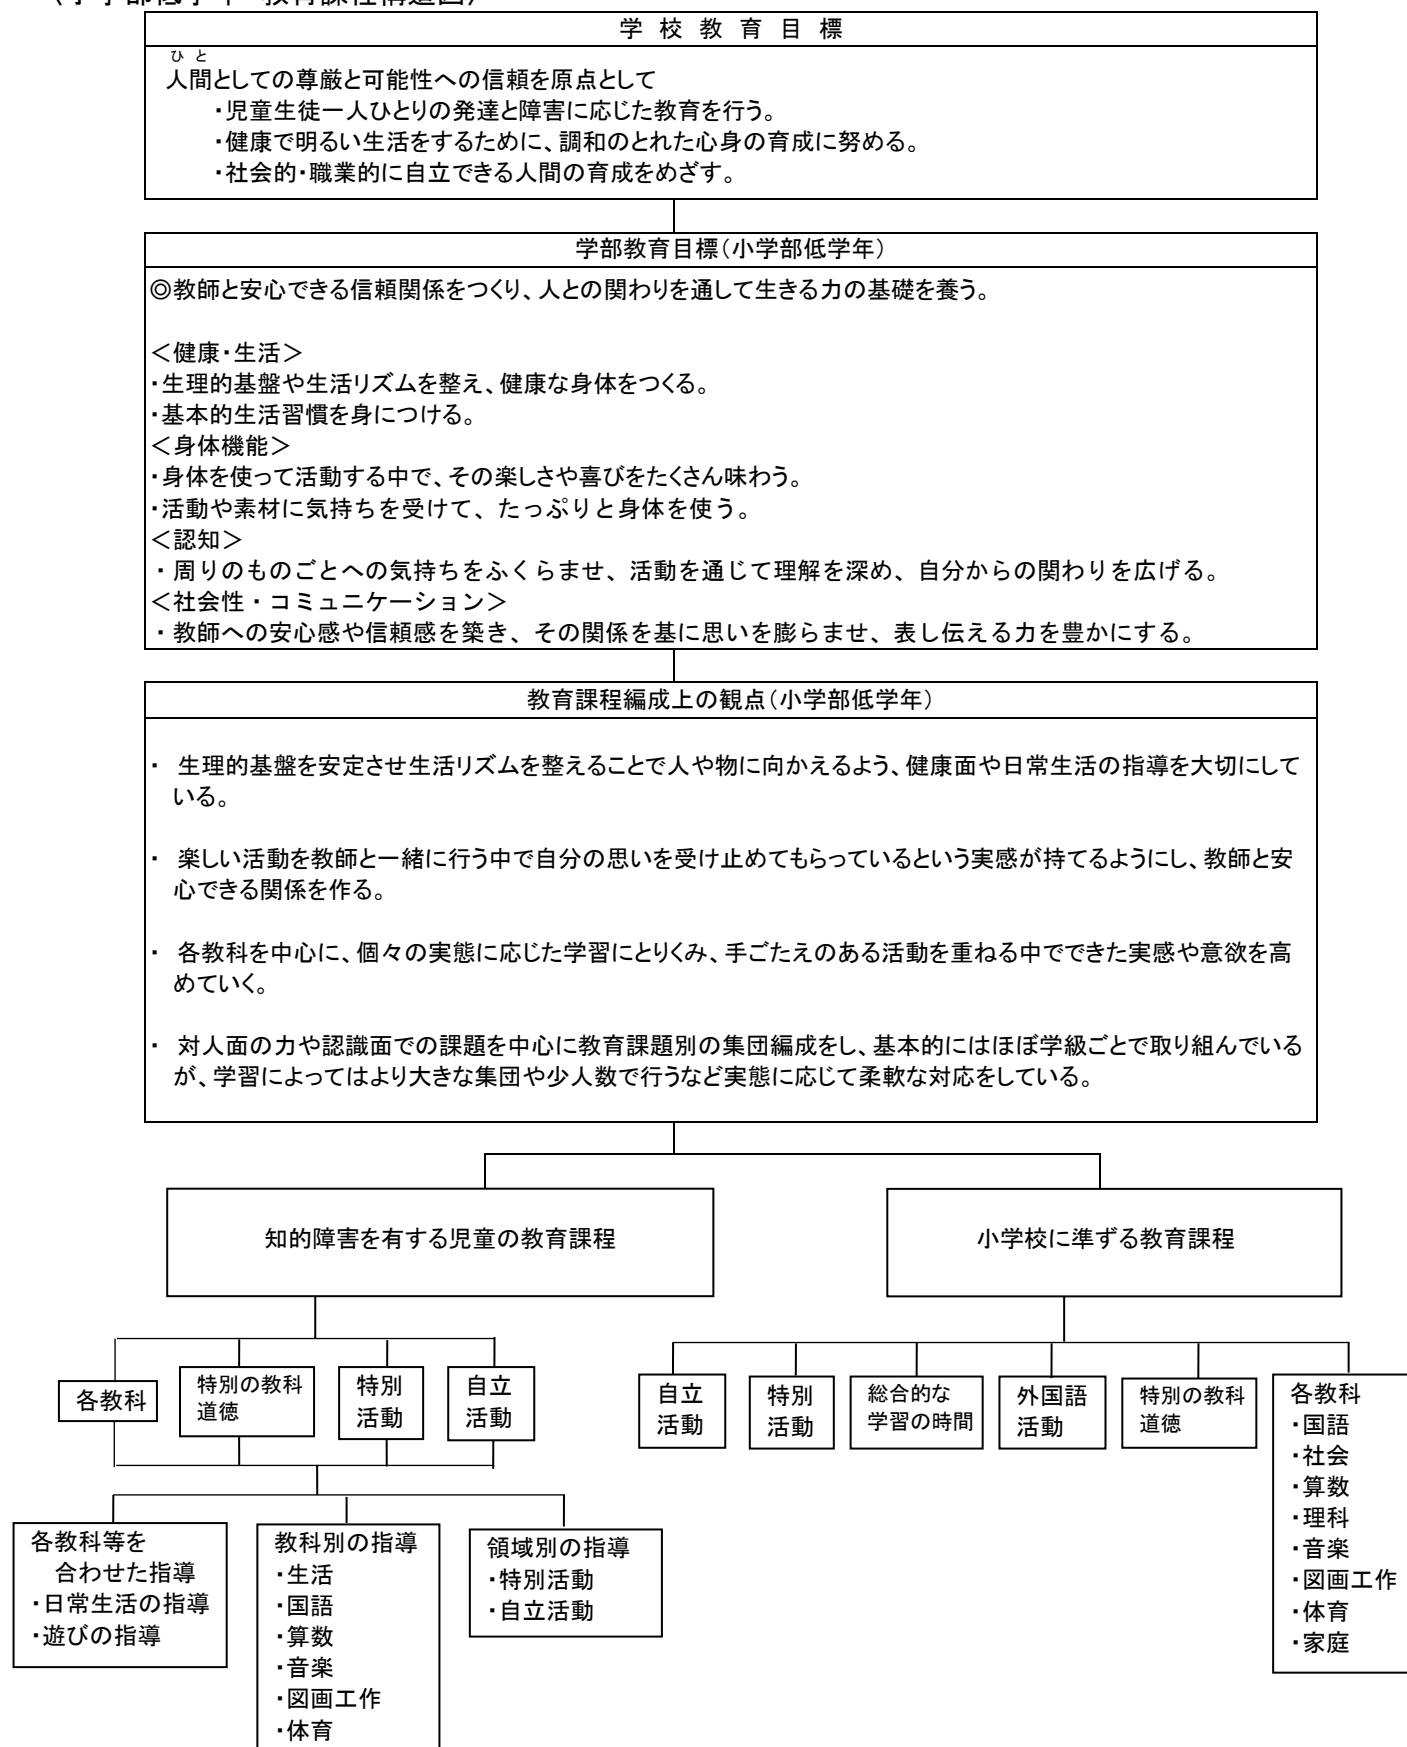 学校教育目標
ひと
人間としての尊厳と可能性への信頼を原点として
・児童生徒一人ひとりの発達と障害に応じた教育を行う。
・健康で明るい生活をするために、調和のとれた心身の育成に努める。
・社会的・職業的に自立できる人間の育成をめざす。
学部教育目標(小学部低学年)
◎教師と安心できる信頼関係をつくり、人との関わりを通して生きる力の基礎を養う。
＜健康・生活＞
・生理的基盤や生活リズムを整え、健康な身体をつくる。
・基本的生活習慣を身につける。
＜身体機能＞
・身体を使って活動する中で、その楽しさや喜びをたくさん味わう。
・活動や素材に気持ちを受けて、たっぷりと身体を使う。
＜認知＞
・周りのものごとへの気持ちをふくらませ、活動を通じて理解を深め、自分からの関わりを広げる。
＜社会性・コミュニケーション＞
・教師への安心感や信頼感を築き、その関係を基に思いを膨らませ、表し伝える力を豊かにする。
教育課程編成上の観点(小学部低学年)
・ 生理的基盤を安定させ生活リズムを整えることで人や物に向かえるよう、健康面や日常生活の指導を大切にして
いる。
・ 楽しい活動を教師と一緒に行う中で自分の思いを受け止めてもらっているという実感が持てるようにし、教師と安
心できる関係を作る。
・ 各教科を中心に、個々の実態に応じた学習にとりくみ、手ごたえのある活動を重ねる中でできた実感や意欲を高
めていく。
・ 対人面の力や認識面での課題を中心に教育課題別の集団編成をし、基本的にはほぼ学級ごとで取り組んでいる
が、学習によってはより大きな集団や少人数で行うなど実態に応じて柔軟な対応をしている。
知的障害を有する児童の教育課程
小学校に準ずる教育課程
各教科
特別の教科
道徳
特別
活動
自立
活動
自立
活動
特別
活動
総合的な
学習の時間
外国語
活動
特別の教科
道徳
各教科
・国語
・社会
・算数
・理科
・音楽
・図画工作
・体育
・家庭
各教科等を
合わせた指導
・日常生活の指導
・遊びの指導
教科別の指導
・生活
・国語
・算数
・音楽
・図画工作
・体育
領域別の指導
・特別活動
・自立活動